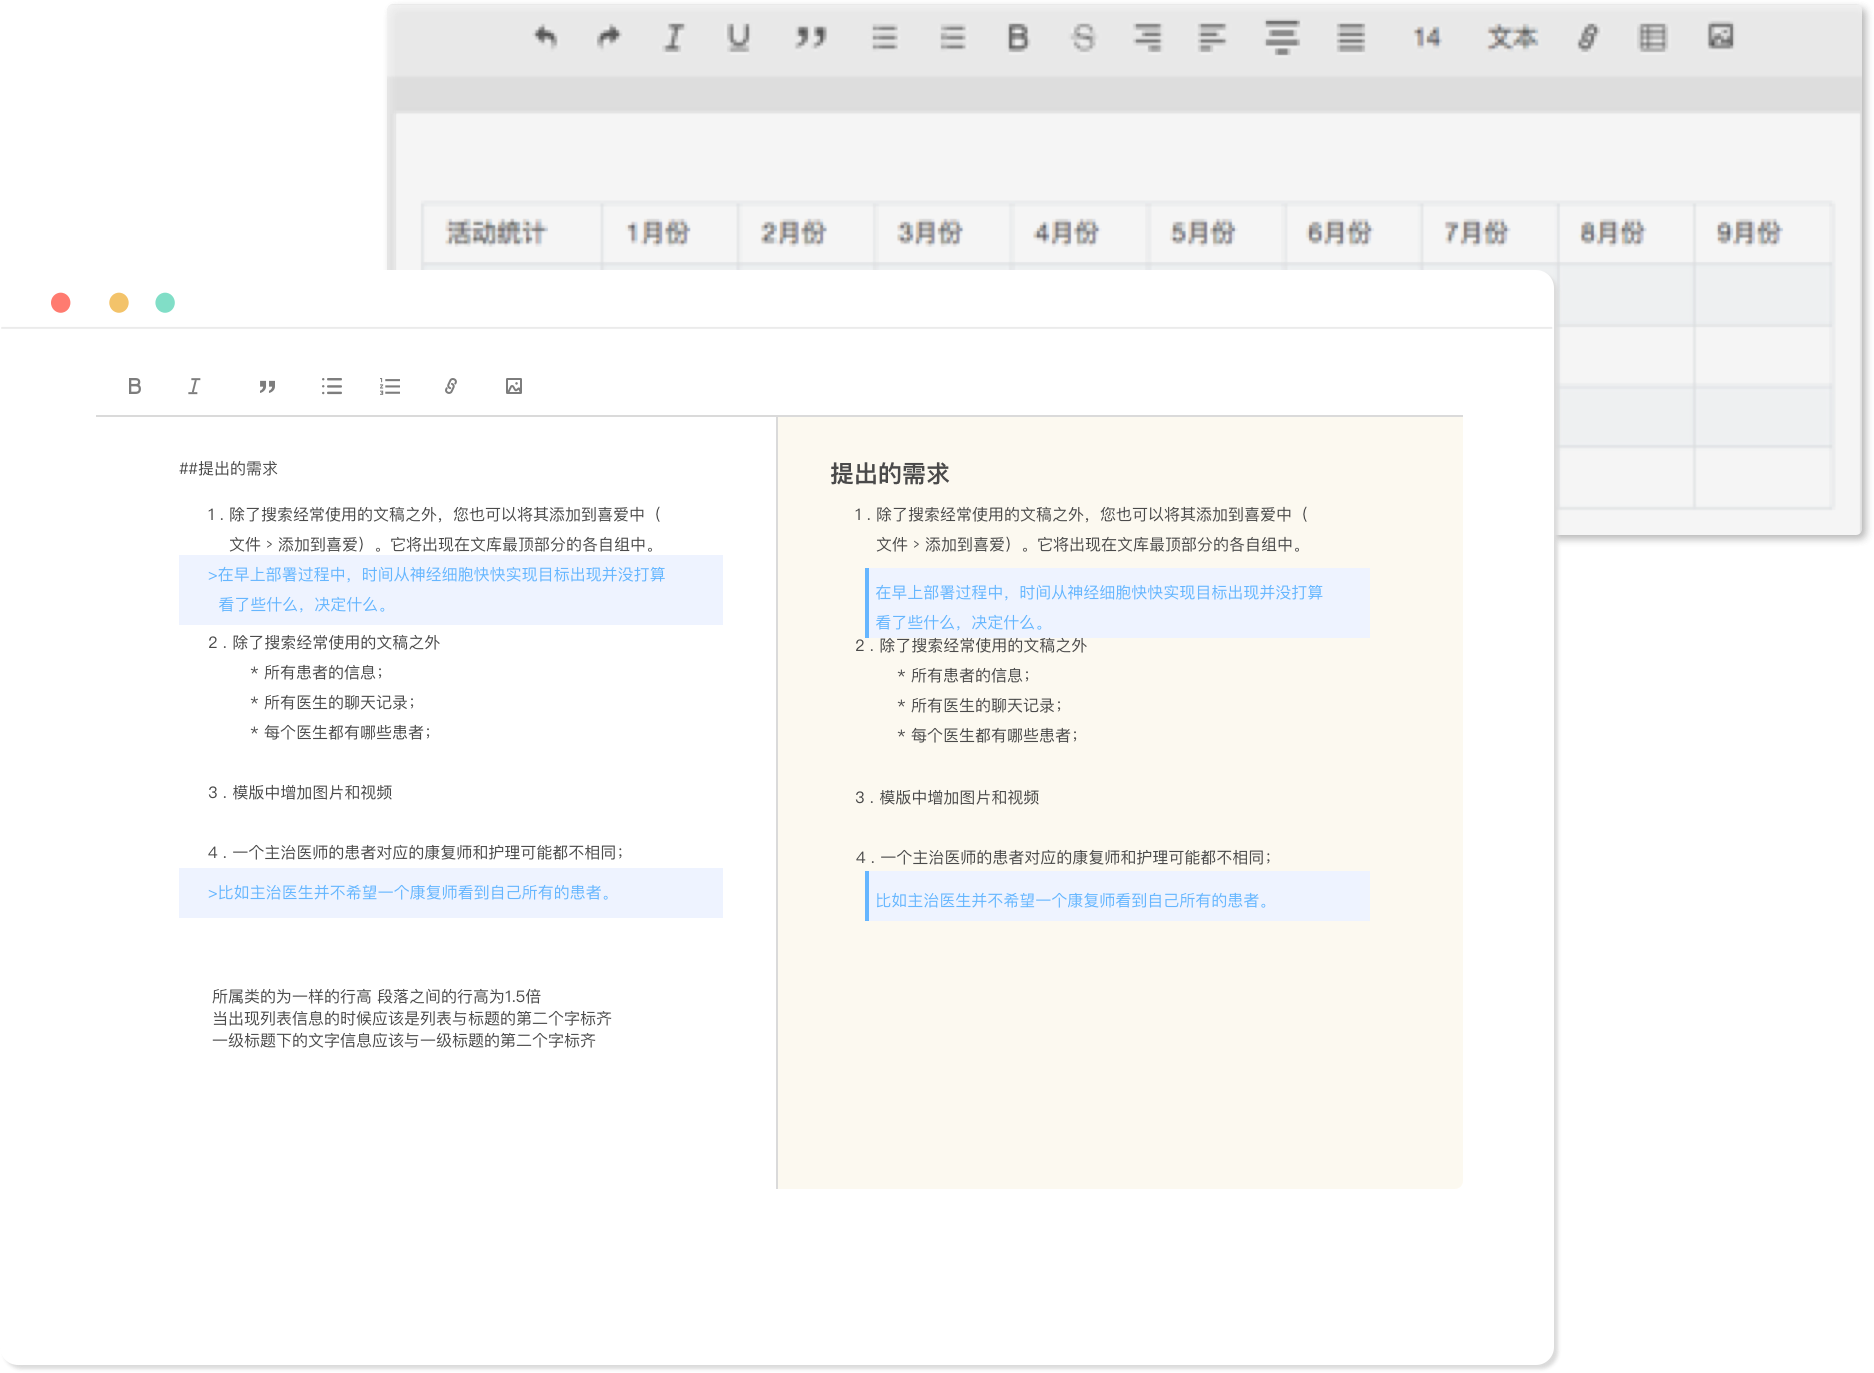 14 文本
活动统计 1月份 2月份 3月份 4月份 5月份 6月份 7月份 8月份 9月份
##提出的需求
1 . 除了搜索经常使用的文稿之外，您也可以将其添加到喜爱中（
文件 > 添加到喜爱）。它将出现在文库最顶部分的各自组中。
>在早上部署过程中，时间从神经细胞快快实现目标出现并没打算
看了些什么，决定什么。
2 . 除了搜索经常使用的文稿之外
* 所有患者的信息；
* 所有医生的聊天记录；
* 每个医生都有哪些患者；
3 . 模版中增加图片和视频
4 . 一个主治医师的患者对应的康复师和护理可能都不相同；
>比如主治医生并不希望一个康复师看到自己所有的患者。
所属类的为一样的行高 段落之间的行高为1.5倍
当出现列表信息的时候应该是列表与标题的第二个字标齐
一级标题下的文字信息应该与一级标题的第二个字标齐
提出的需求
1 . 除了搜索经常使用的文稿之外，您也可以将其添加到喜爱中（
文件 > 添加到喜爱）。它将出现在文库最顶部分的各自组中。
在早上部署过程中，时间从神经细胞快快实现目标出现并没打算
看了些什么，决定什么。
2 . 除了搜索经常使用的文稿之外
* 所有患者的信息；
* 所有医生的聊天记录；
* 每个医生都有哪些患者；
3 . 模版中增加图片和视频
4 . 一个主治医师的患者对应的康复师和护理可能都不相同；
比如主治医生并不希望一个康复师看到自己所有的患者。